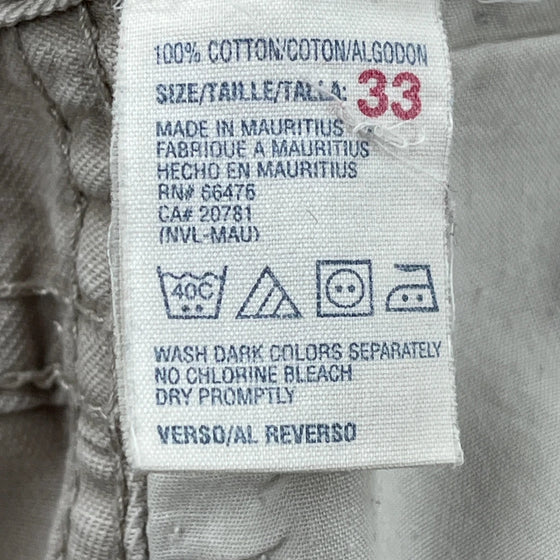 100% COTTON/COTON/ALGODON
SIZE/TAILLE/TALLA: 33
MADE IN MAURITIUS
FABRIQUE A MAURITIUS
HECHO EN MAURITIUS
RN# 66476
CA# 20781
(NVL-MAU)
40C
WASH DARK COLORS SEPARATELY
NO CHLORINE BLEACH
DRY PROMPTLY
VERSO/AL REVERSO